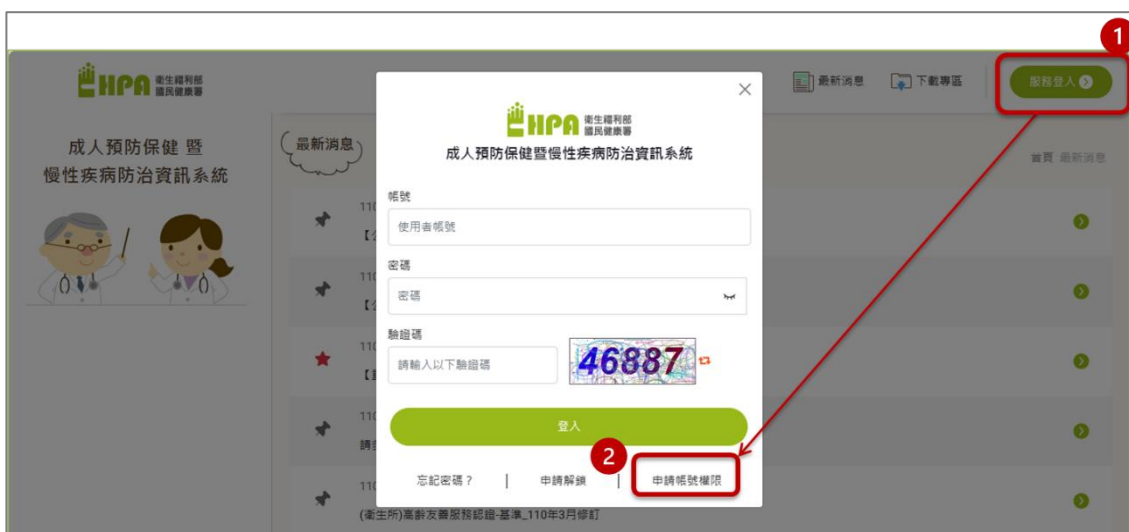 1
HPA 衛生福利部
國民健康署
最新消息
下載專區
服務登入
成人預防保健 暨
慢性疾病防治資訊系統
最新消息
首頁 最新消息
HPA 衛生福利部
國民健康署
成人預防保健暨慢性疾病防治資訊系統
帳號
使用者帳號
密碼
密碼
驗證碼
請輸入以下驗證碼
46887
登入
2
忘記密碼？ | 申請解鎖 | 申請帳號權限
110
110
110
110
110
(衛生所)高齡友善服務認證-基準_110年3月修訂